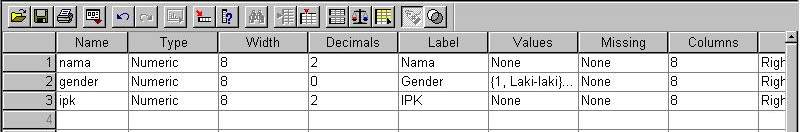 Name Type Width Decimals Label Values Missing Columns
1 nama Numeric 8 2 Nama None None 8 Righ
2 gender Numeric 8 0 Gender {1, Laki-laki}... None 8 Righ
3 ipk Numeric 8 2 IPK None None 8 Righ
4